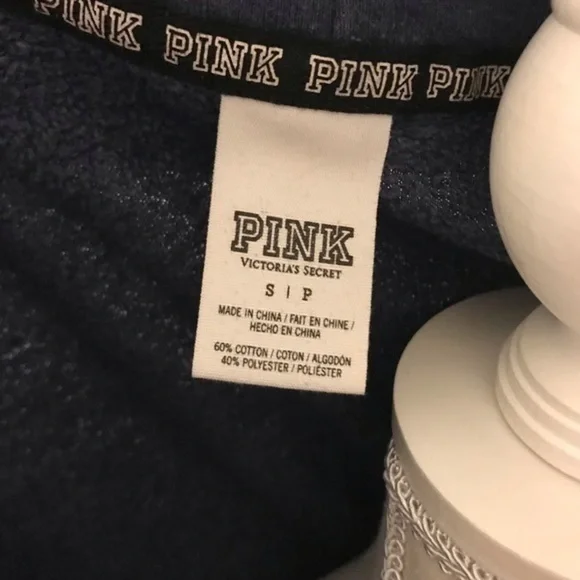 PINK PINK PINK PINK
PINK
VICTORIA'S SECRET
S | P
MADE IN CHINA / FAIT EN CHINE /
HECHO EN CHINA
60% COTTON / COTON / ALGODÓN
40% POLYESTER / POLIÉSTER